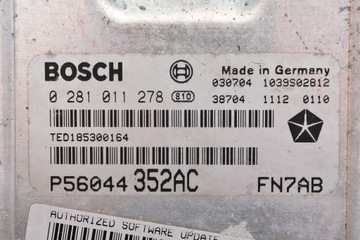 BOSCH
Made in Germany
030704 1039S02812
0 281 011 278 810
38704 1112 0110
TED185300164
P56044 352AC FN7AB
AUTHORIZED SOFTWARE UPDATE